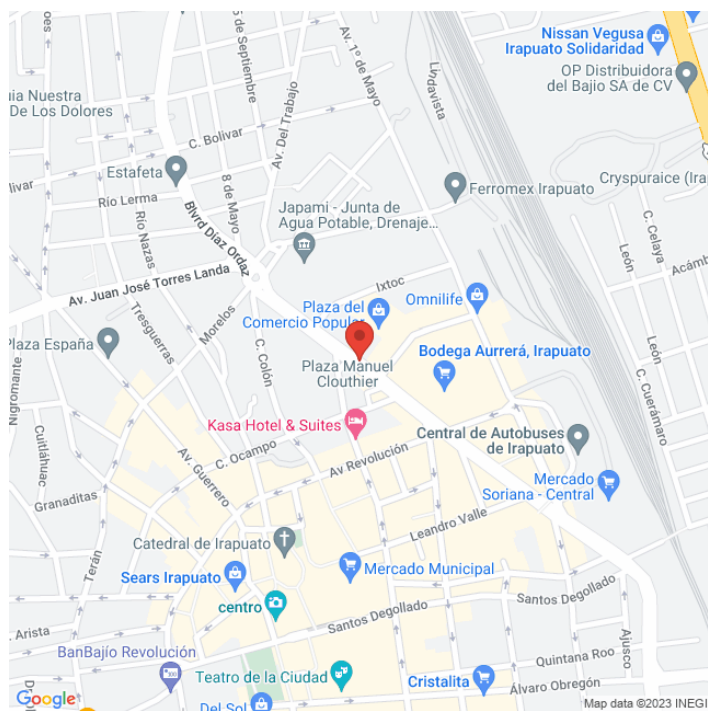 5 de Septiembre
Av. 1º de Mayo
Lindavista
Nissan Vegusa
Irapuato Solidaridad
OP Distribuidora
del Bajio SA de CV
uia Nuestra
De Los Dolores
Av. Del Trabajo
C. Bolivar
Estafeta
livar
Río Lerma
8 de Mayo
Río Nazas
Blvrd Díaz Ordaz
Japami - Junta de
Agua Potable, Drenaje...
Ferromex Irapuato
Cryspuraice (Ira
C. Celaya
León
Acámb
Av. Juan José Torres Landa
Ixtoc
Morelos
Tresguerras
Plaza del
Comercio Popular
Omnilife
Plaza España
C. Colón
Plaza Manuel
Clouthier
Bodega Aurrerá, Irapuato
León
C. Cuerámaro
Nigromante
Cuitláhuac
Kasa Hotel & Suites
C. Ocampo
Av Revolución
Central de Autobuses
de Irapuato
Av. Guerrero
Granaditas
Mercado
Soriana - Central
Terán
Catedral de Irapuato
Leandro Valle
Sears Irapuato
Mercado Municipal
centro
Santos Degollado
Santos Degollado
Arista
BanBajío Revolución
Ajusco
Quintana Roo
Teatro de la Ciudad
Cristalita
Álvaro Obregón
Del Sol
Google
Map data ©2023 INEGI